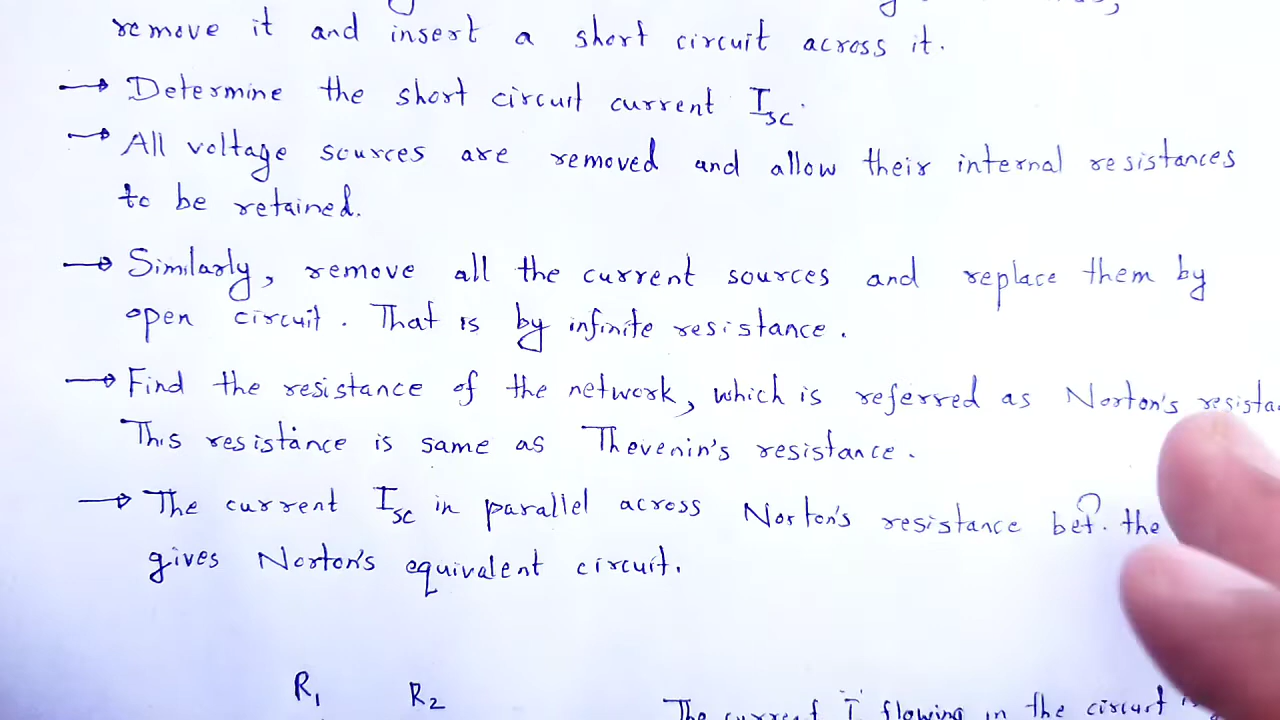 remove it and insert a short circuit across it.
→ Determine the short circuit current Isc.
→ All voltage sources are removed and allow their internal resistances
to be retained.
→ Similarly, remove all the current sources and replace them by
open circuit. That is by infinite resistance.
→ Find the resistance of the network, which is referred as Norton's resista
This resistance is same as Thevenin's resistance.
→ The current Isc in parallel across Norton's resistance bet. the
gives Norton's equivalent circuit.
R1 R2
The current I flowing in the circuit